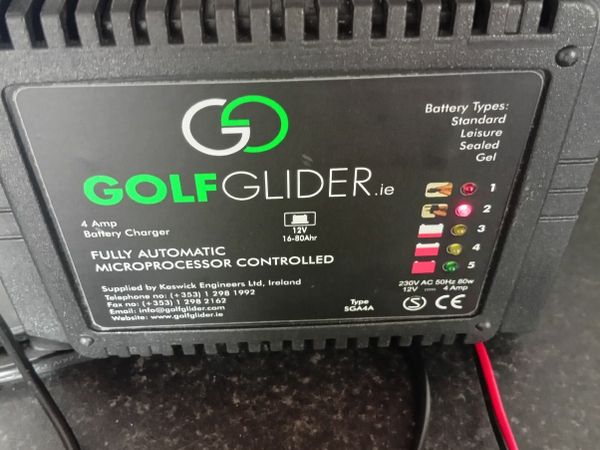 GG
GOLFGLIDER.ie
4 Amp
Battery Charger
12V
16-80Ahr
FULLY AUTOMATIC
MICROPROCESSOR CONTROLLED
Supplied by Kaswick Engineers Ltd, Ireland
Telephone no: (+353) 1 298 1992
Fax no: (+353) 1 298 2162
Email: info@golfglider.com
Website: www.golfglider.ie
Type
SGA4A
Battery Types:
Standard
Leisure
Sealed
Gel
1
2
3
4
5
230V AC 50Hz 80w
12V 4 Amp
S CE